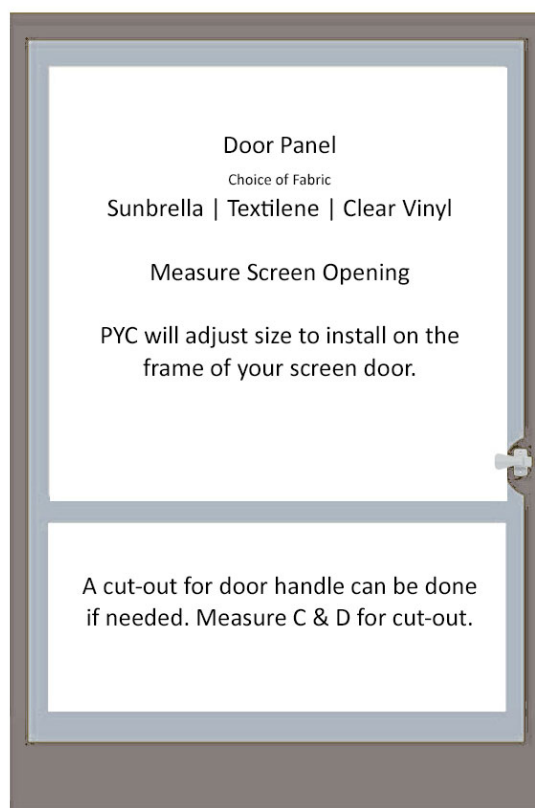 Door Panel
Choice of Fabric
Sunbrella | Textilene | Clear Vinyl
Measure Screen Opening
PYC will adjust size to install on the
frame of your screen door.
A cut-out for door handle can be done
if needed. Measure C & D for cut-out.